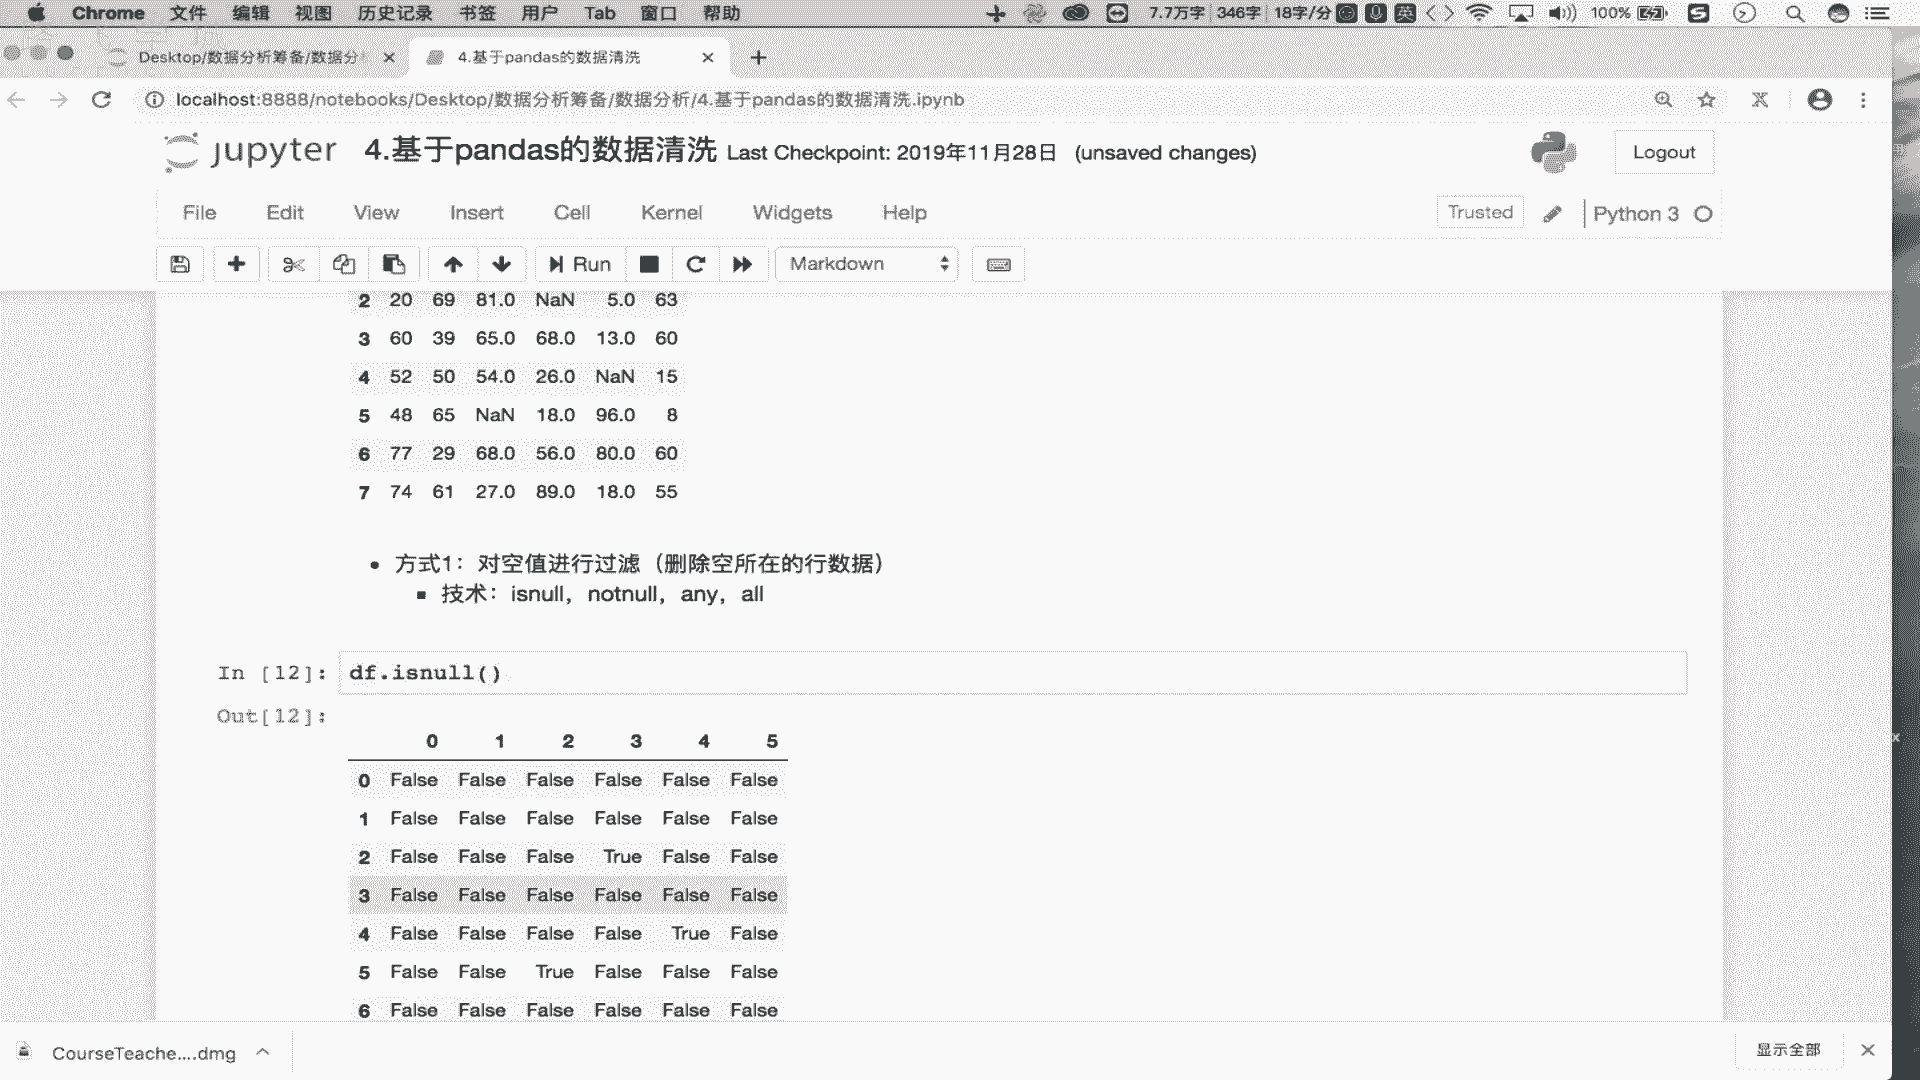 Chrome 文件 编辑 视图 历史记录 书签 用户 Tab 窗口 帮助 7.7万字 346字 18字/分 英 100%
Desktop/数据分析筹备/数据分 4.基于pandas的数据清洗
localhost:8888/notebooks/Desktop/数据分析筹备/数据分析/4.基于pandas的数据清洗.ipynb
jupyter 4.基于pandas的数据清洗 Last Checkpoint: 2019年11月28日 (unsaved changes) Logout
File Edit View Insert Cell Kernel Widgets Help Trusted Python 3
Run Markdown
2 20 69 81.0 NaN 5.0 63
3 60 39 65.0 68.0 13.0 60
4 52 50 54.0 26.0 NaN 15
5 48 65 NaN 18.0 96.0 8
6 77 29 68.0 56.0 80.0 60
7 74 61 27.0 89.0 18.0 55
• 方式1：对空值进行过滤（删除空所在的行数据）
▪ 技术：isnull，notnull，any，all
In [12]: df.isnull()
Out[12]:
0 1 2 3 4 5
0 False False False False False False
1 False False False False False False
2 False False False True False False
3 False False False False False False
4 False False False False True False
5 False False True False False False
6 False False False False False False
CourseTeache....dmg 显示全部